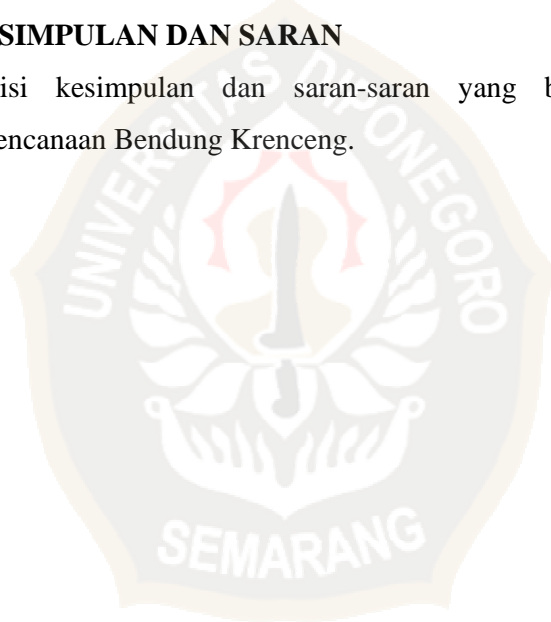 SIMPULAN DAN SARAN
isi kesimpulan dan saran-saran yang b
encanaan Bendung Krenceng.
UNIVERSITAS DIPONEGORO
SEMARANG